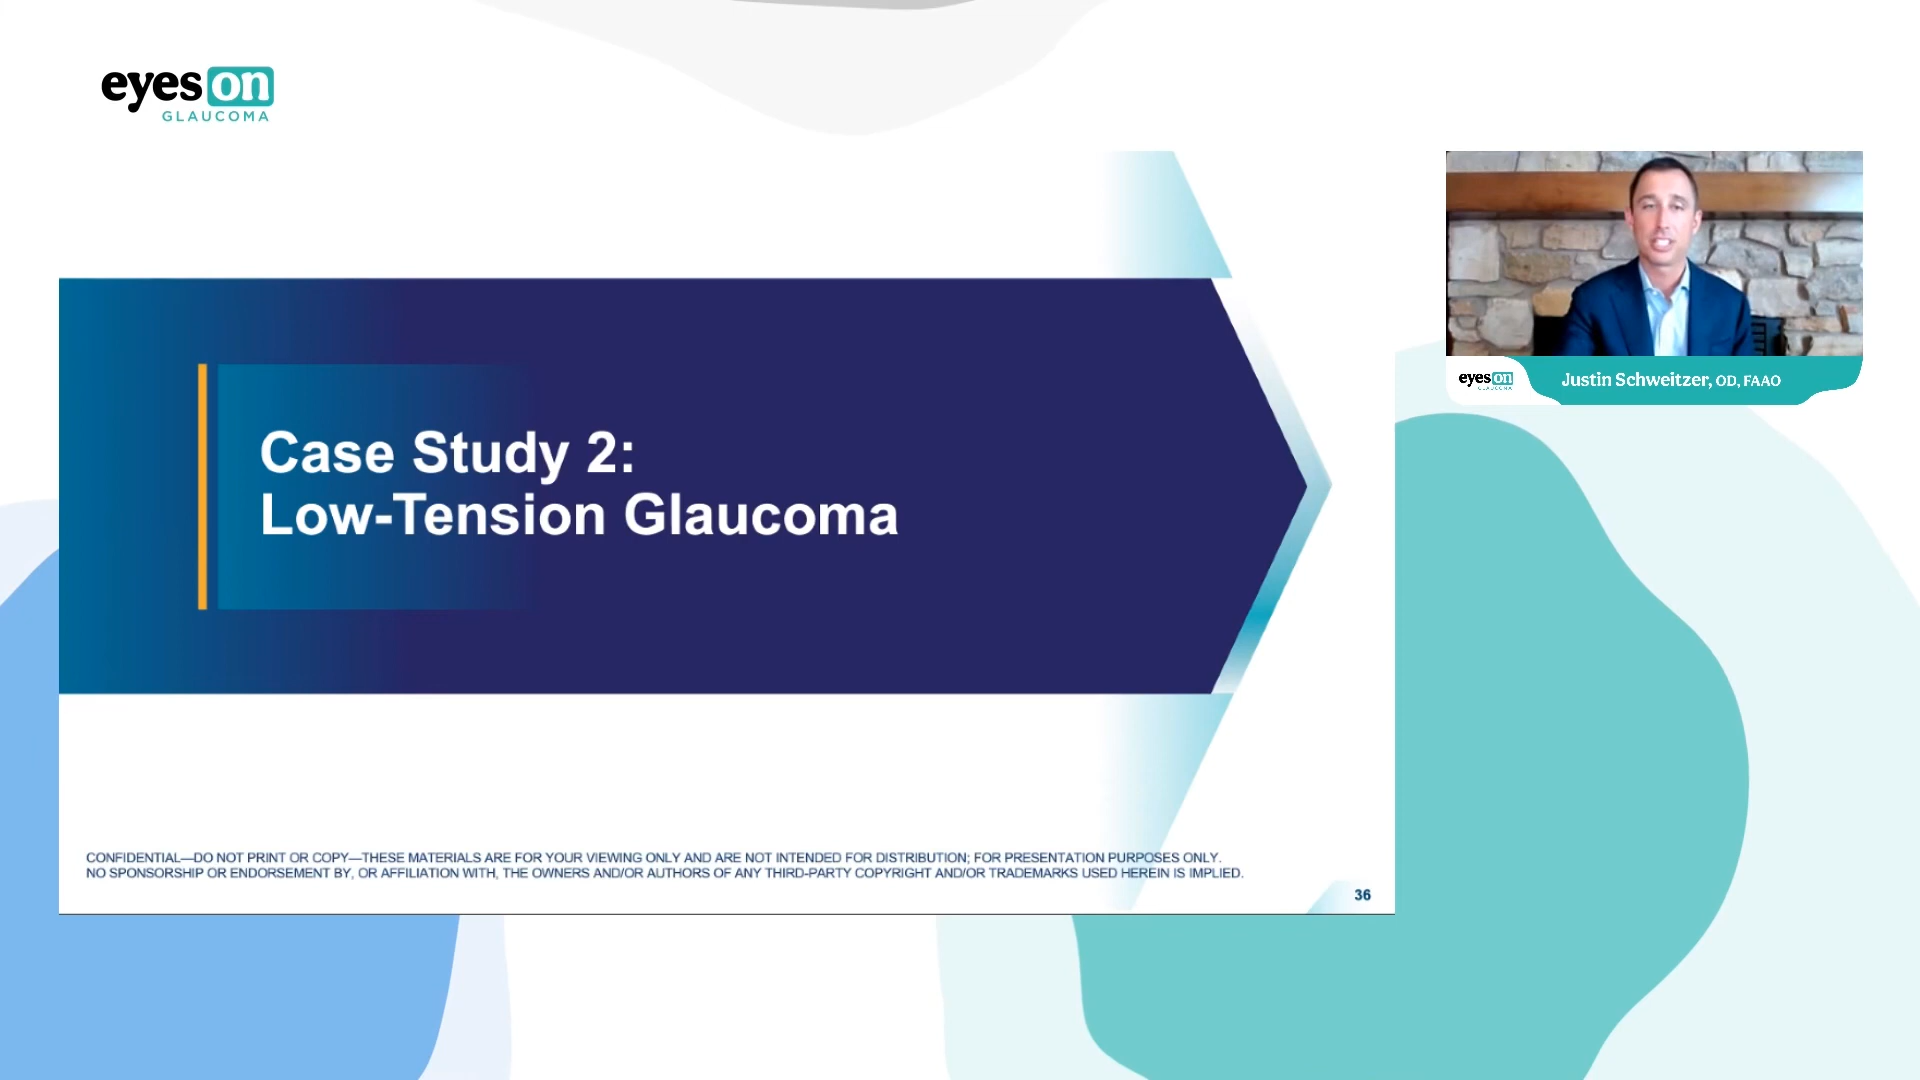 eyes on
GLAUCOMA
Case Study 2:
Low-Tension Glaucoma
CONFIDENTIAL—DO NOT PRINT OR COPY—THESE MATERIALS ARE FOR YOUR VIEWING ONLY AND ARE NOT INTENDED FOR DISTRIBUTION; FOR PRESENTATION PURPOSES ONLY.
NO SPONSORSHIP OR ENDORSEMENT BY, OR AFFILIATION WITH, THE OWNERS AND/OR AUTHORS OF ANY THIRD-PARTY COPYRIGHT AND/OR TRADEMARKS USED HEREIN IS IMPLIED.
36
eyes on
GLAUCOMA
Justin Schweitzer, OD, FAAO